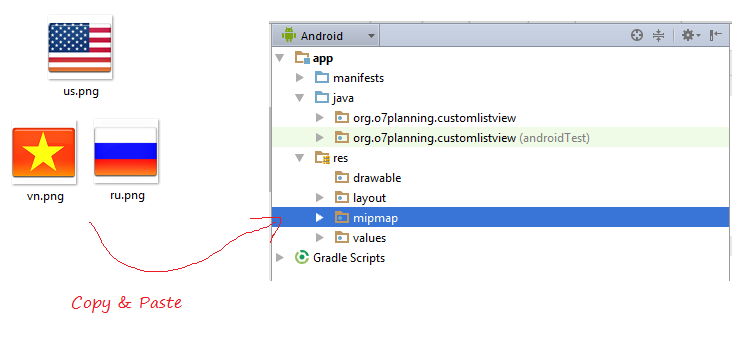 us.png
vn.png
ru.png
Copy & Paste
Android
app
manifests
java
org.o7planning.customlistview
org.o7planning.customlistview (androidTest)
res
drawable
layout
mipmap
values
Gradle Scripts